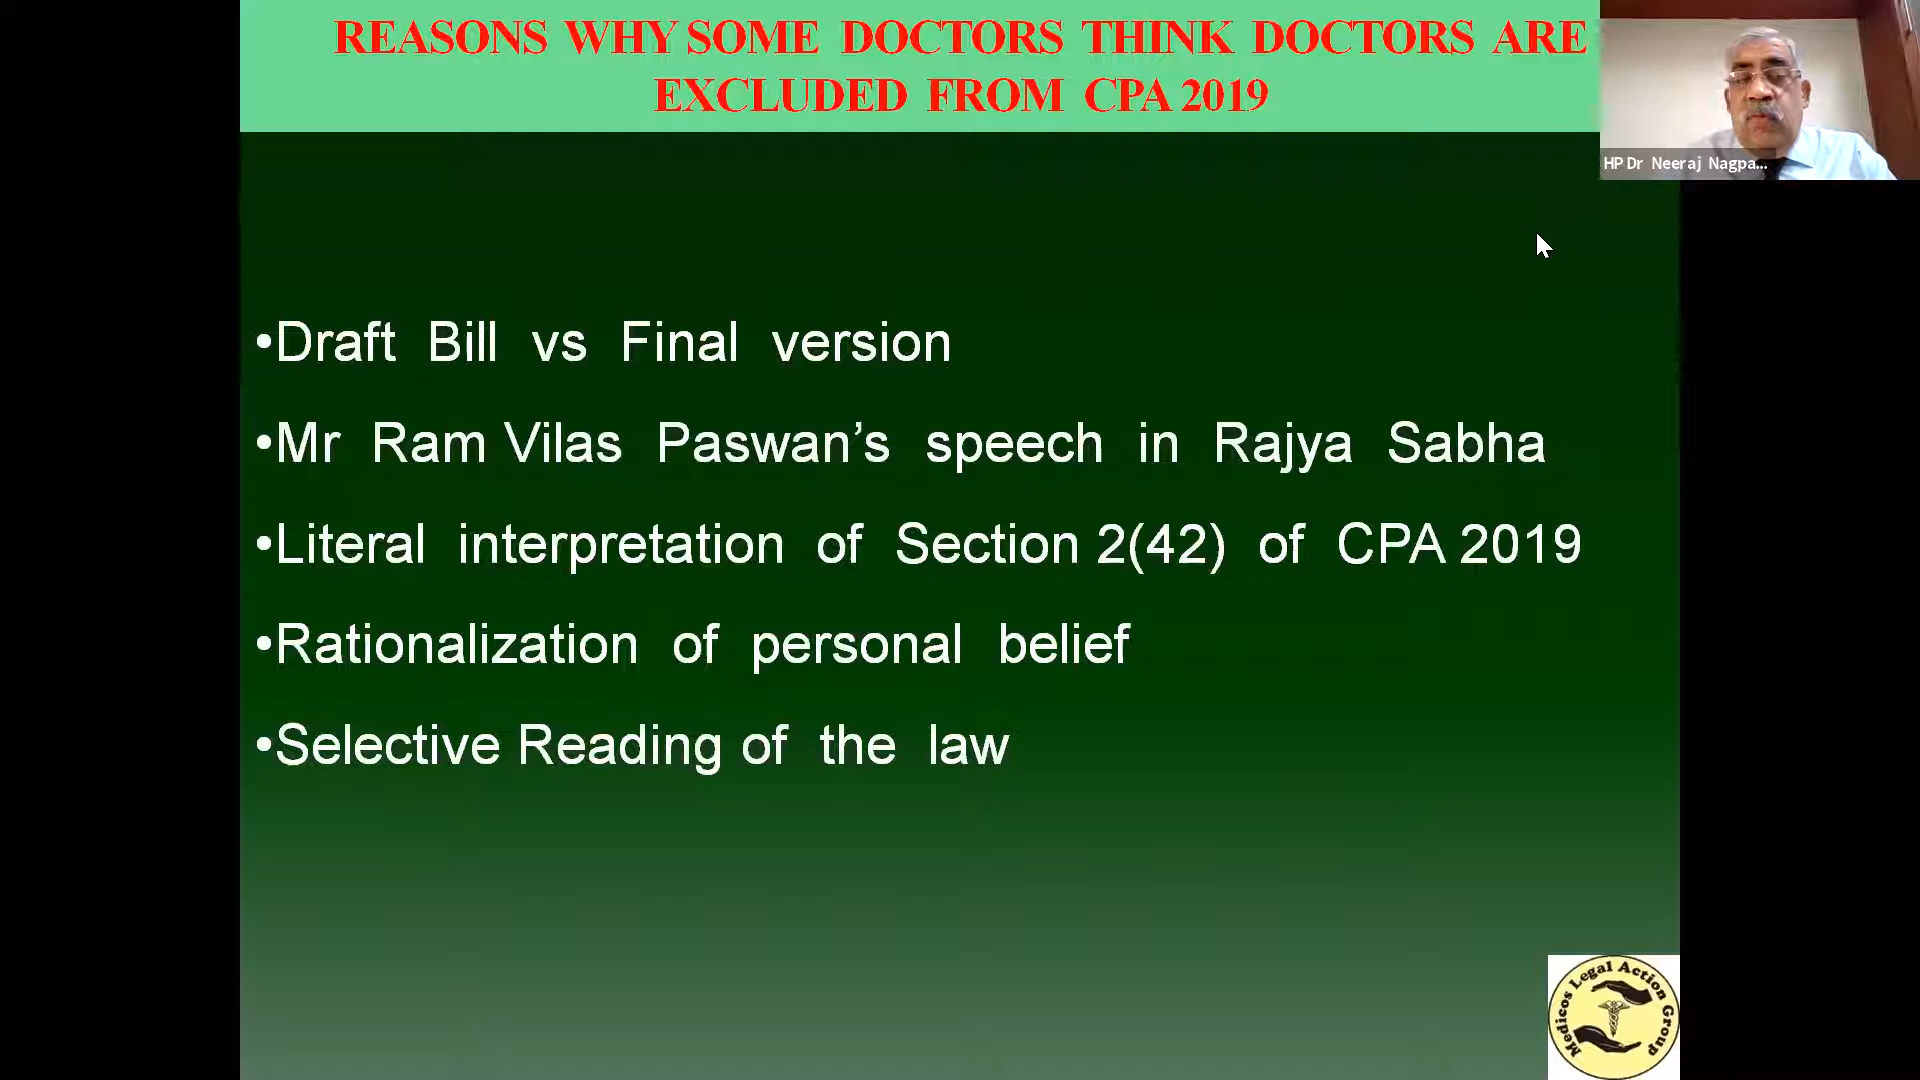 REASONS WHY SOME DOCTORS THINK DOCTORS ARE
EXCLUDED FROM CPA 2019
HP Dr Neeraj Nagpa...
•Draft Bill vs Final version
•Mr Ram Vilas Paswan’s speech in Rajya Sabha
•Literal interpretation of Section 2(42) of CPA 2019
•Rationalization of personal belief
•Selective Reading of the law
Medicos Legal Action Group